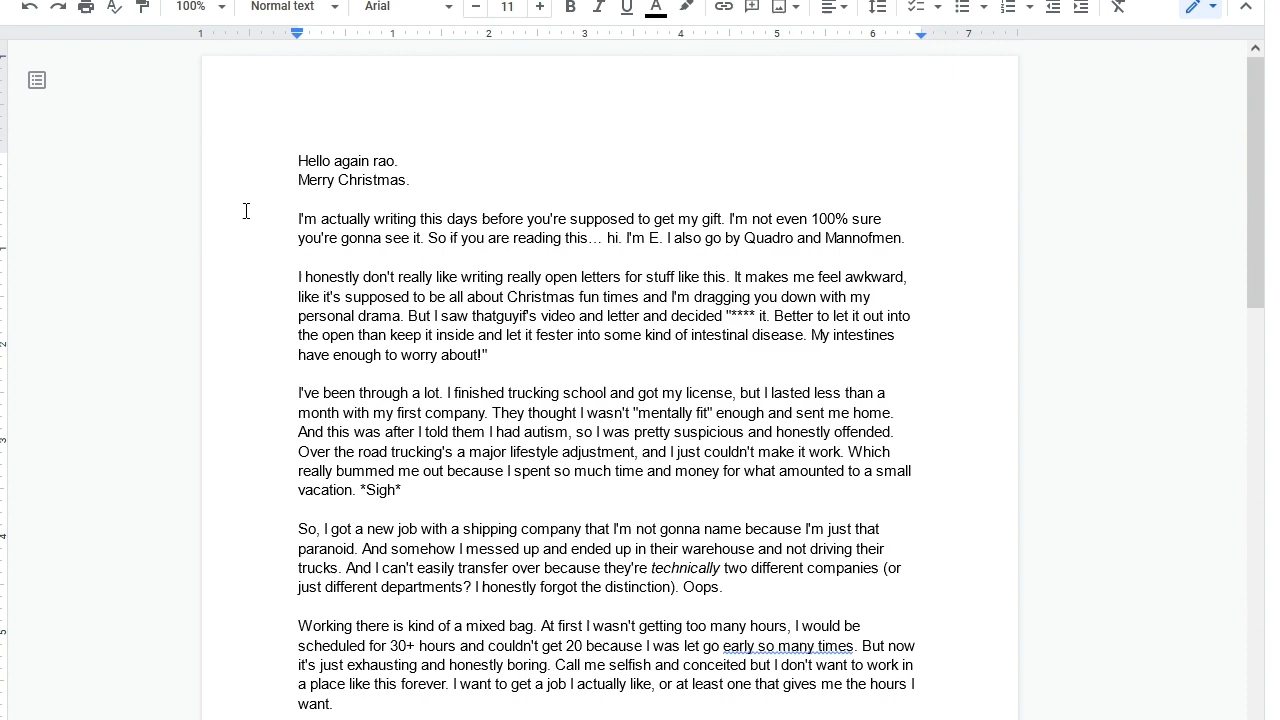 100% Normal text Arial 11 B I U A
1 1 2 3 4 5 6 7
Hello again rao.
Merry Christmas.
I'm actually writing this days before you're supposed to get my gift. I'm not even 100% sure
you're gonna see it. So if you are reading this... hi. I'm E. I also go by Quadro and Mannofmen.
I honestly don't really like writing really open letters for stuff like this. It makes me feel awkward,
like it's supposed to be all about Christmas fun times and I'm dragging you down with my
personal drama. But I saw thatguyif's video and letter and decided "**** it. Better to let it out into
the open than keep it inside and let it fester into some kind of intestinal disease. My intestines
have enough to worry about!"
I've been through a lot. I finished trucking school and got my license, but I lasted less than a
month with my first company. They thought I wasn't "mentally fit" enough and sent me home.
And this was after I told them I had autism, so I was pretty suspicious and honestly offended.
Over the road trucking's a major lifestyle adjustment, and I just couldn't make it work. Which
really bummed me out because I spent so much time and money for what amounted to a small
vacation. *Sigh*
So, I got a new job with a shipping company that I'm not gonna name because I'm just that
paranoid. And somehow I messed up and ended up in their warehouse and not driving their
trucks. And I can't easily transfer over because they're technically two different companies (or
just different departments? I honestly forgot the distinction). Oops.
Working there is kind of a mixed bag. At first I wasn't getting too many hours, I would be
scheduled for 30+ hours and couldn't get 20 because I was let go early so many times. But now
it's just exhausting and honestly boring. Call me selfish and conceited but I don't want to work in
a place like this forever. I want to get a job I actually like, or at least one that gives me the hours I
want.